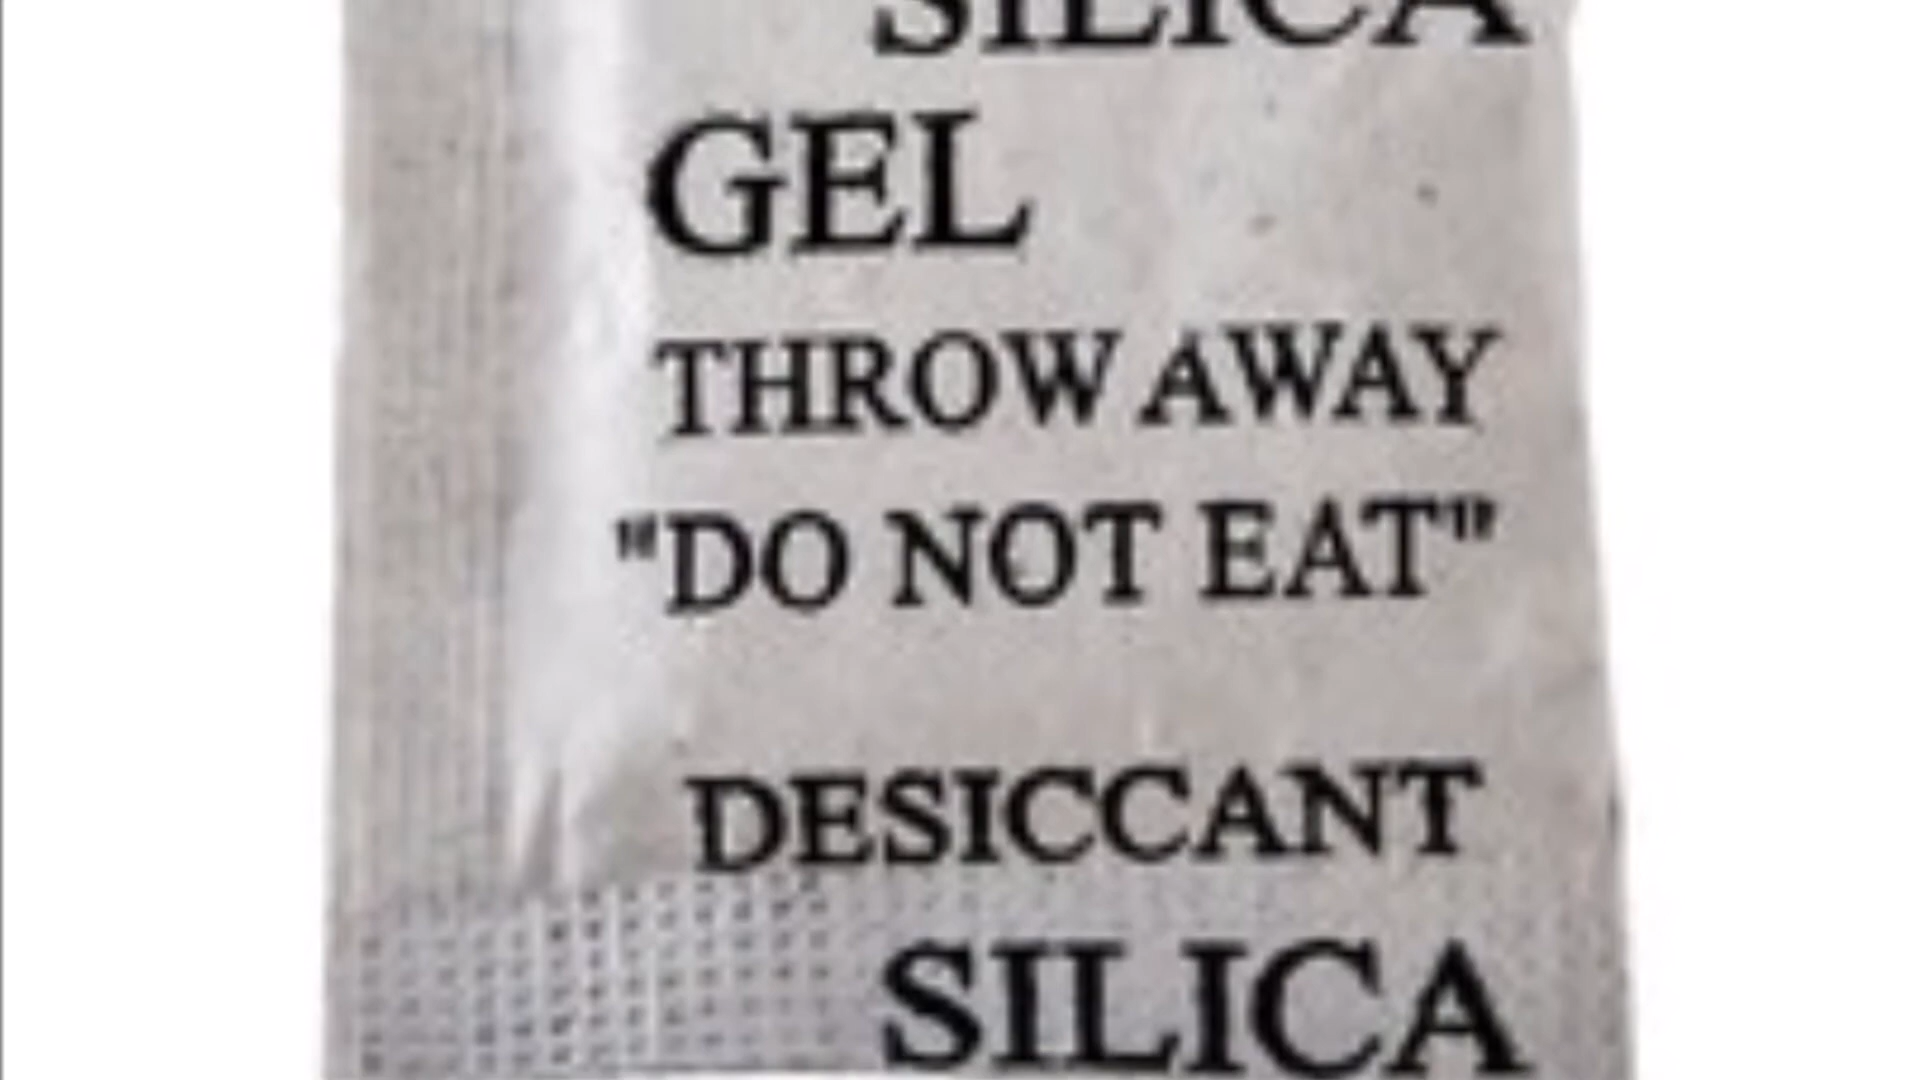 SILICA
GEL
THROW AWAY
"DO NOT EAT"
DESICCANT
SILICA